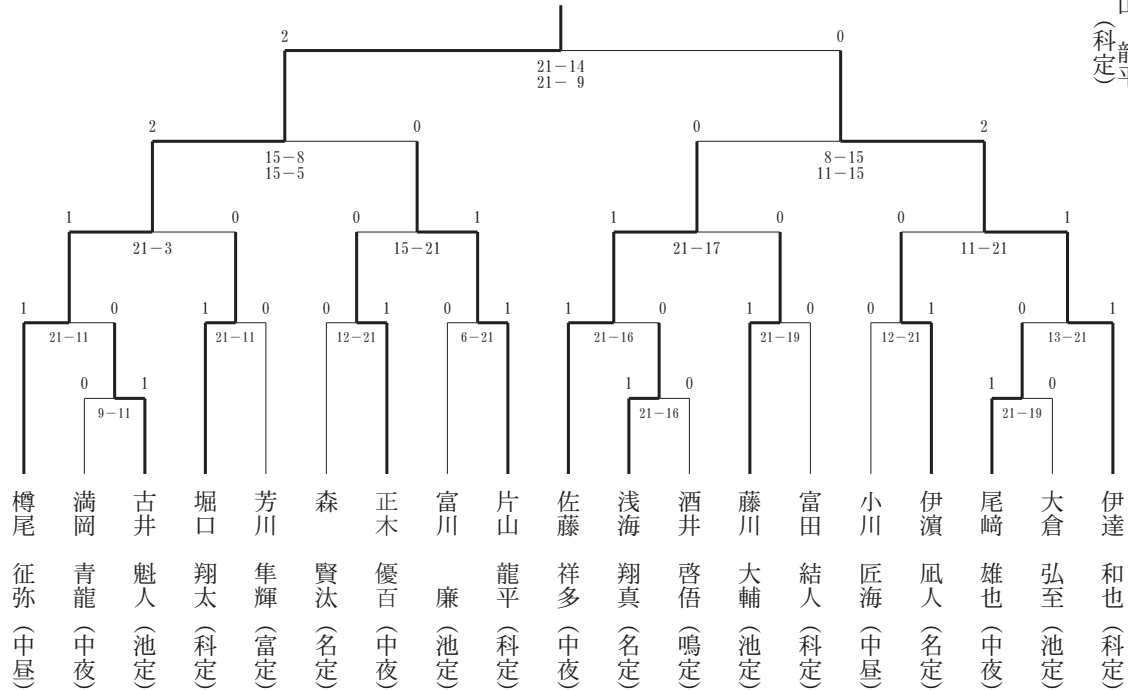 龍平
（科定）
2
0
21－14
21－ 9
2
0
0
2
15－8
15－5
8－15
11－15
1
0
0
1
1
0
0
1
21－3
15－21
21－17
11－21
1
0
1
0
0
1
0
1
1
0
1
0
0
1
0
1
21－11
21－11
12－21
6－21
21－16
21－19
12－21
13－21
0
1
1
0
1
0
9－11
21－16
21－19
樽尾 征弥（中昼）
満岡 青龍（中夜）
古井 魁人（池定）
堀口 翔太（科定）
芳川 隼輝（富定）
森 賢汰（名定）
正木 優百（中夜）
富川 廉（池定）
片山 龍平（科定）
佐藤 祥多（中夜）
浅海 翔真（名定）
酒井 啓悟（鳴定）
藤川 大輔（池定）
富田 結人（科定）
小川 匠海（中昼）
伊濵 凪人（名定）
尾﨑 雄也（中夜）
大倉 弘至（池定）
伊達 和也（科定）